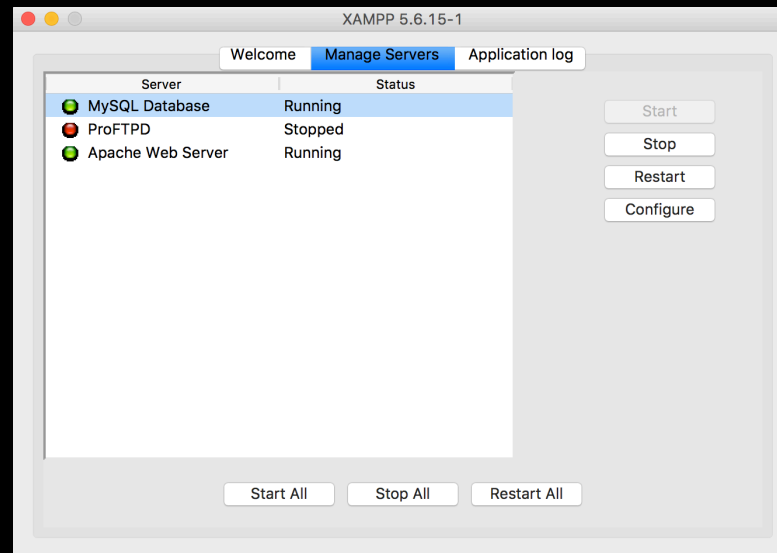 XAMPP 5.6.15-1
Welcome Manage Servers Application log
Server Status
MySQL Database Running
ProFTPD Stopped
Apache Web Server Running
Start
Stop
Restart
Configure
Start All Stop All Restart All